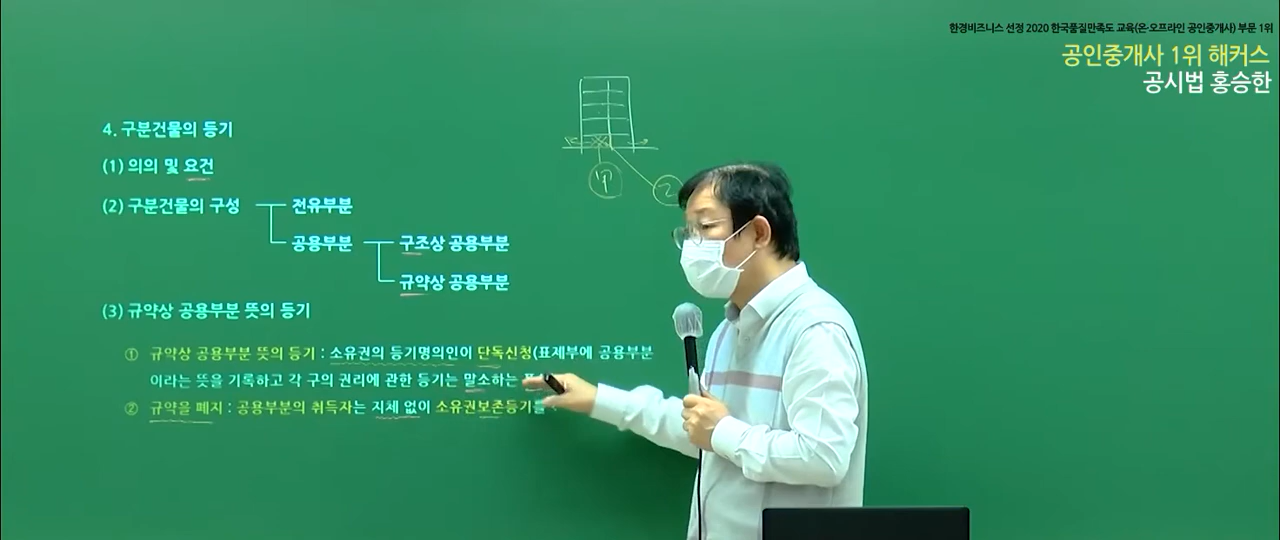 한경비즈니스 선정 2020 한국품질만족도 교육(온·오프라인 공인중개사) 부문 1위
공인중개사 1위 해커스
공시법 홍승한
4. 구분건물의 등기
(1) 의의 및 요건
(2) 구분건물의 구성
전유부분
공용부분
구조상 공용부분
규약상 공용부분
(3) 규약상 공용부분 뜻의 등기
① 규약상 공용부분 뜻의 등기 : 소유권의 등기명의인이 단독신청(표제부에 공용부분
이라는 뜻을 기록하고 각 구의 권리에 관한 등기는 말소하는
② 규약을 폐지 : 공용부분의 취득자는 지체 없이 소유권보존등기를